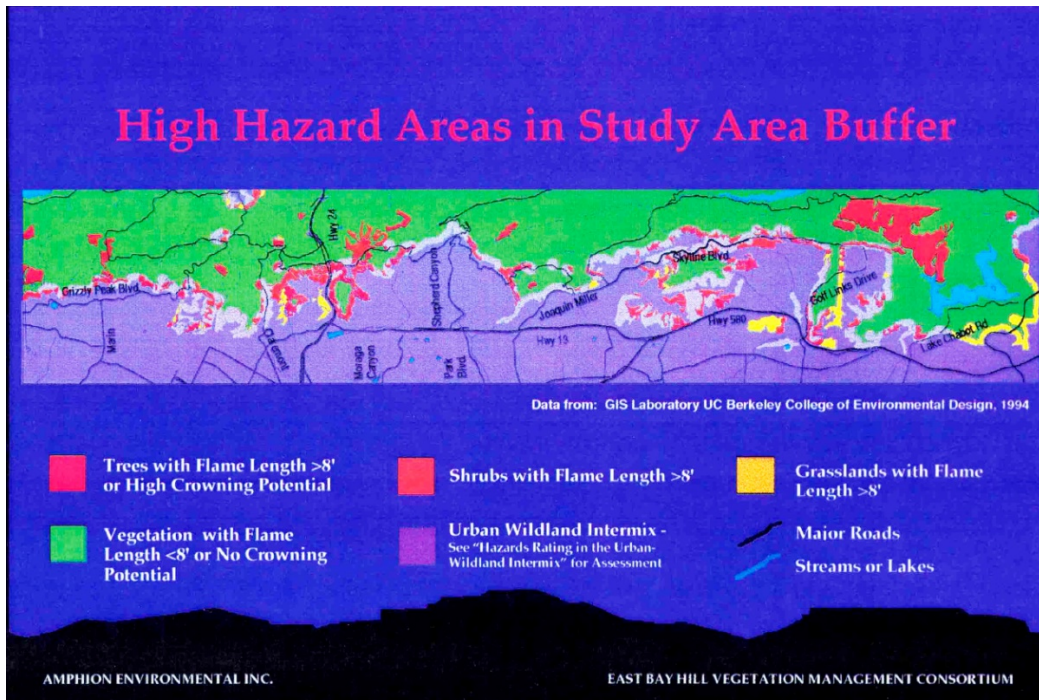 High Hazard Areas in Study Area Buffer
Hwy 24
Grizzly Peak Blvd.
Marin
Claremont
Moraga
Canyon
Shepherd Canyon
Park
Blvd.
Joaquin Miller
Hwy 13
Skyline Blvd
Hwy 580
Golf Links Drive
Lake Chabot Rd
Data from: GIS Laboratory UC Berkeley College of Environmental Design, 1994
Trees with Flame Length >8'
or High Crowning Potential
Shrubs with Flame Length >8'
Grasslands with Flame
Length >8'
Vegetation with Flame
Length <8' or No Crowning
Potential
Urban Wildland Intermix -
See "Hazards Rating in the Urban-
Wildland Intermix" for Assessment
Major Roads
Streams or Lakes
AMPHION ENVIRONMENTAL INC.
EAST BAY HILL VEGETATION MANAGEMENT CONSORTIUM